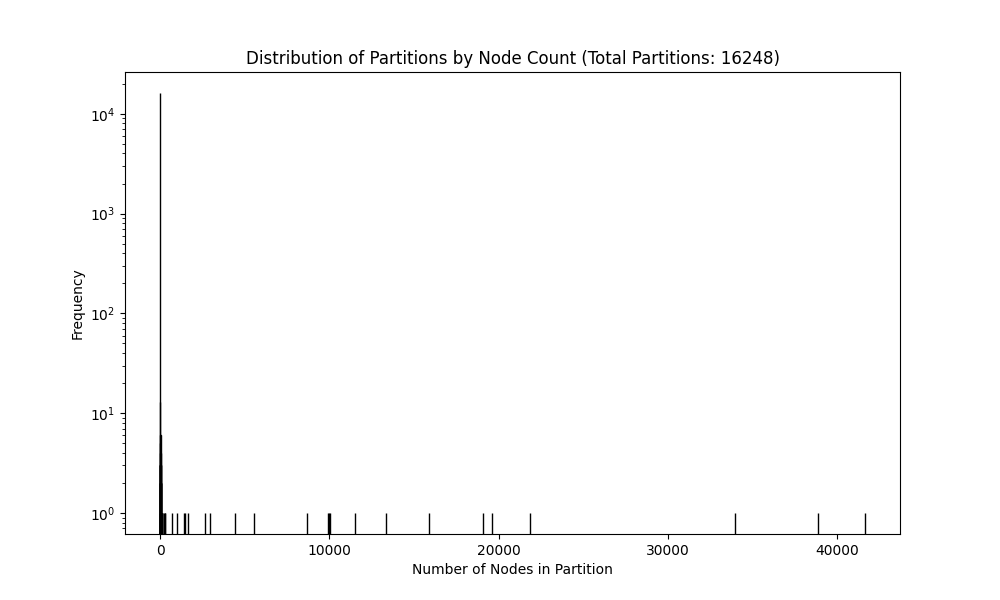 Distribution of Partitions by Node Count (Total Partitions: 16248)
Frequency
10⁴
10³
10²
10¹
10⁰
0 10000 20000 30000 40000
Number of Nodes in Partition